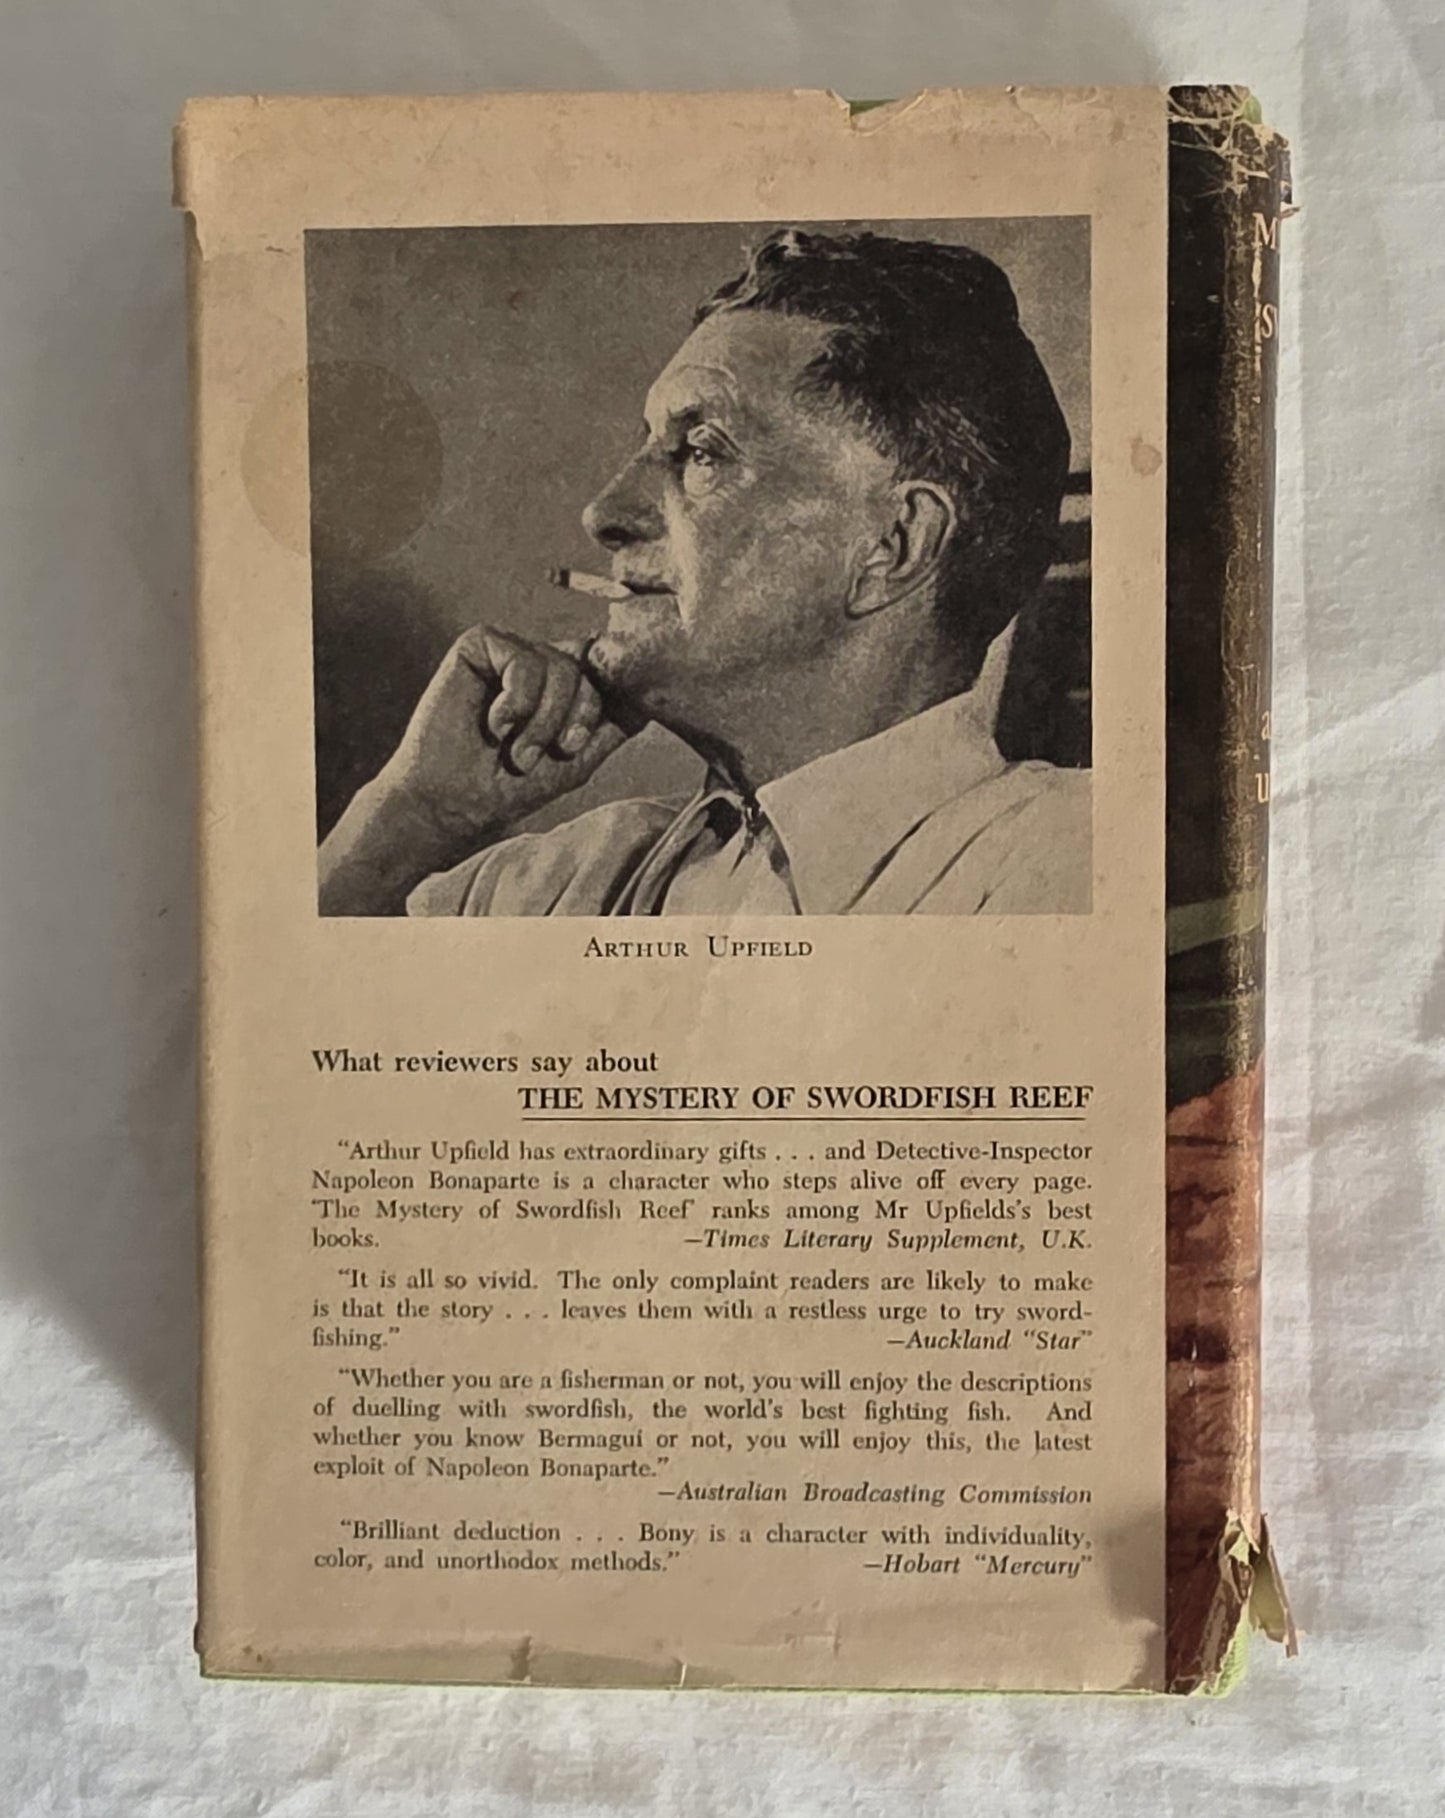 ARTHUR UPFIELD
What reviewers say about
THE MYSTERY OF SWORDFISH REEF
“Arthur Upfield has extraordinary gifts . . . and Detective-Inspector
Napoleon Bonaparte is a character who steps alive off every page.
‘The Mystery of Swordfish Reef’ ranks among Mr Upfields's best
books. —Times Literary Supplement, U.K.
“It is all so vivid. The only complaint readers are likely to make
is that the story . . . leaves them with a restless urge to try sword-
fishing.” —Auckland “Star”
“Whether you are a fisherman or not, you will enjoy the descriptions
of duelling with swordfish, the world's best fighting fish. And
whether you know Bermagui or not, you will enjoy this, the latest
exploit of Napoleon Bonaparte.”
—Australian Broadcasting Commission
“Brilliant deduction . . . Bony is a character with individuality,
color, and unorthodox methods.” —Hobart “Mercury”